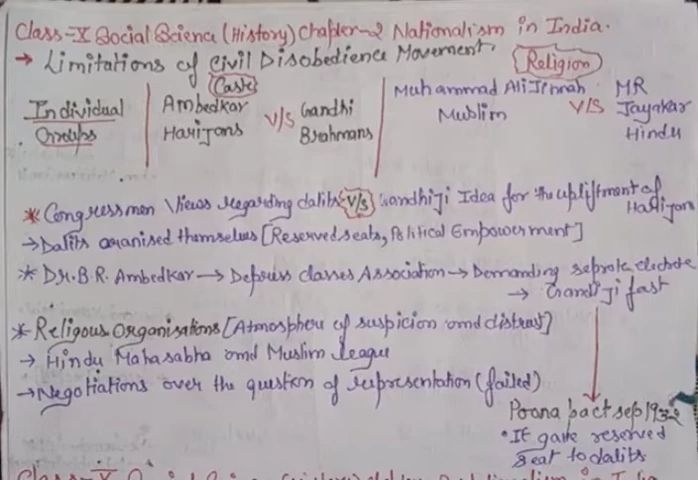 Class-X Social Science (History) Chapter-2 Nationalism in India.
→ Limitations of Civil Disobedience Movement.
Caste
Religion
Individual
Groups
Ambedkar
Harijans
V/S
Gandhi
Brahmans
Muhammad Ali Jinnah
Muslim
V/S
MR
Jayakar
Hindu
* Congressmen Views regarding dalits V/S Gandhiji Idea for the upliftment of
Harijans
→ Dalits organised themselves [Reserved seats, Political Empowerment]
* DR. B.R. Ambedkar → Depress classes Association → Demanding seprate electorate
→ Gandiji fast
* Religous Organisations [Atmosphere of suspicion and distrust]
→ Hindu Mahasabha and Muslim league
→ Negotiations over the question of representation (failed)
Poona pact sep 1932
• It gave reserved
seat to dalits